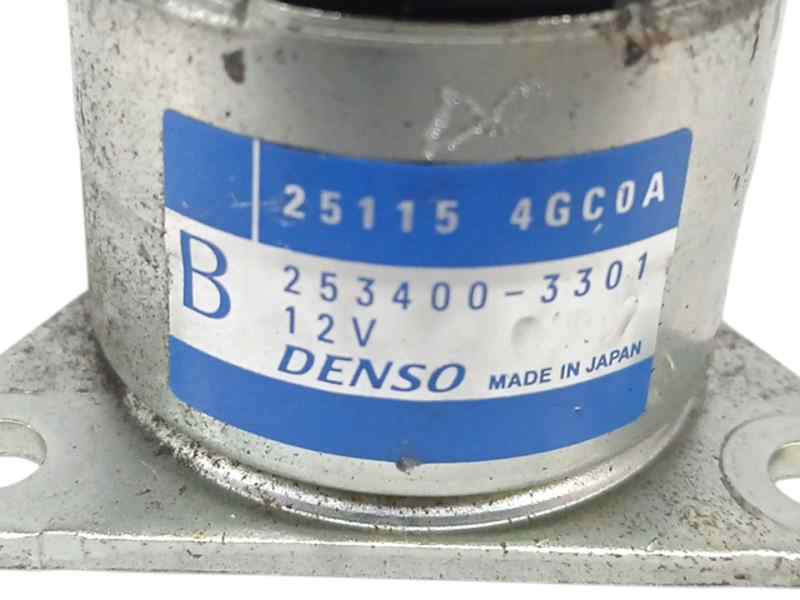 25115 4GC0A
B
253400-3301
12V
DENSO MADE IN JAPAN